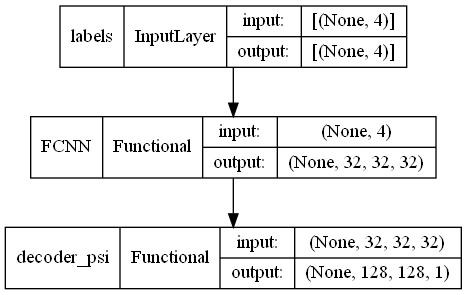 labels InputLayer input: [(None, 4)]
output: [(None, 4)]
FCNN Functional input: (None, 4)
output: (None, 32, 32, 32)
decoder_psi Functional input: (None, 32, 32, 32)
output: (None, 128, 128, 1)